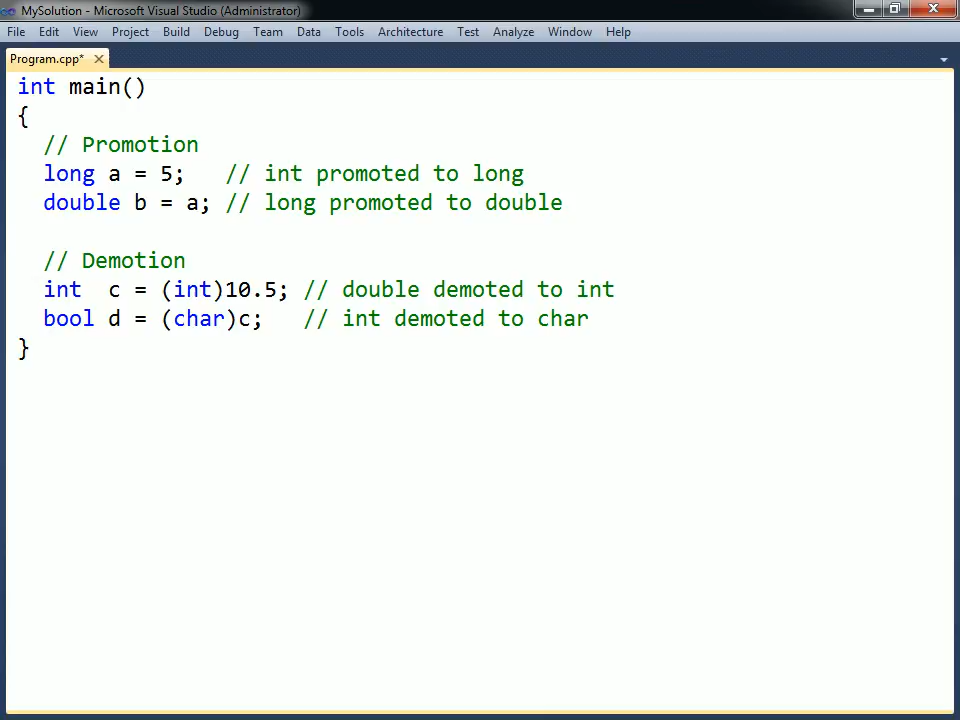 MySolution - Microsoft Visual Studio (Administrator)
File Edit View Project Build Debug Team Data Tools Architecture Test Analyze Window Help
Program.cpp*
int main()
{
  // Promotion
  long a = 5;   // int promoted to long
  double b = a; // long promoted to double

  // Demotion
  int  c = (int)10.5; // double demoted to int
  bool d = (char)c;   // int demoted to char
}